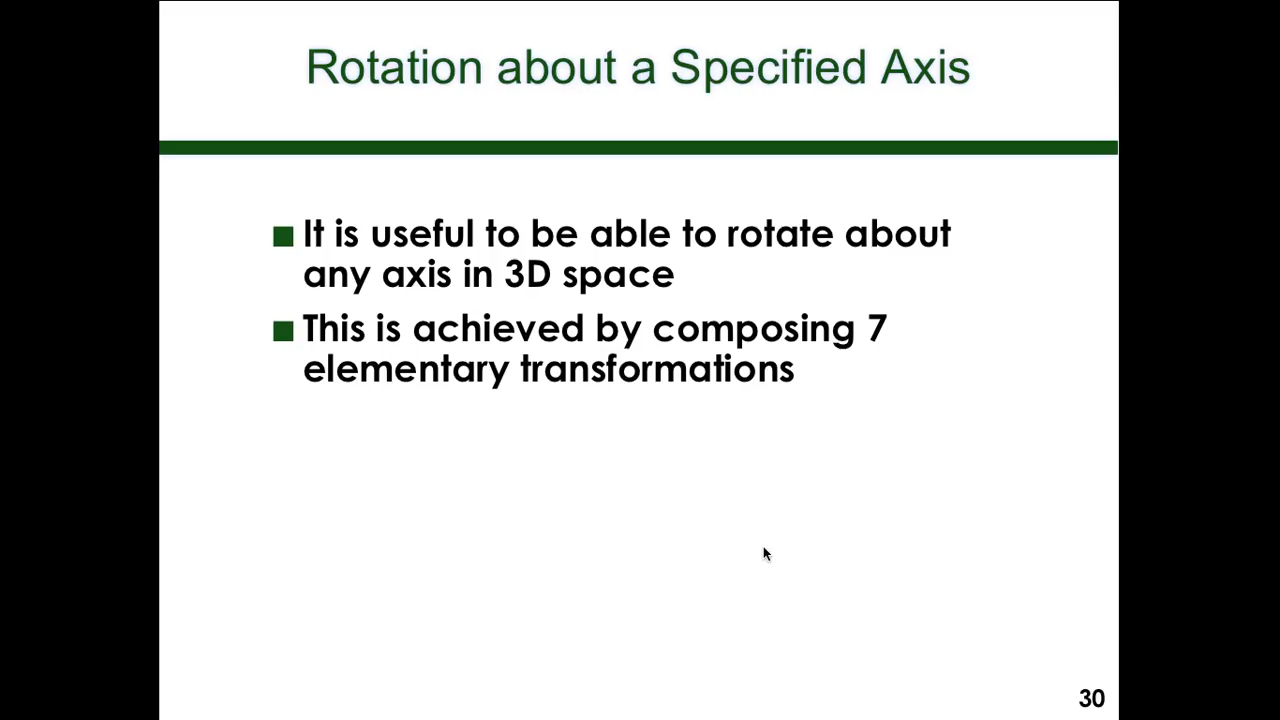 Rotation about a Specified Axis
It is useful to be able to rotate about
any axis in 3D space
This is achieved by composing 7
elementary transformations
30